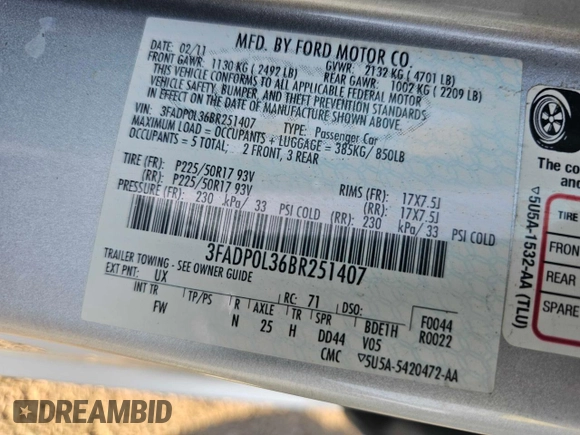 MFD. BY FORD MOTOR CO.
DATE: 02/11 GVWR: 2132 KG ( 4701 LB)
FRONT GAWR: 1130 KG ( 2492 LB) REAR GAWR: 1002 KG ( 2209 LB)
THIS VEHICLE CONFORMS TO ALL APPLICABLE FEDERAL MOTOR
VEHICLE SAFETY, BUMPER, AND THEFT PREVENTION STANDARDS
IN EFFECT ON THE DATE OF MANUFACTURE SHOWN ABOVE.
VIN: 3FADP0L36BR251407 TYPE: Passenger Car
MAXIMUM LOAD = OCCUPANTS + LUGGAGE = 385KG/ 850LB
OCCUPANTS = 5 TOTAL; 2 FRONT, 3 REAR
TIRE (FR): P225/50R17 93V RIMS (FR): 17X7.5J
(RR): P225/50R17 93V (RR): 17X7.5J
PRESSURE (FR): 230 kPa/ 33 PSI COLD (RR): 230 kPa/ 33 PSI COLD
3FADP0L36BR251407
TRAILER TOWING - SEE OWNER GUIDE
EXT PNT: UX RC: 71 DSO: F0044
INT TR TP/PS R AXLE TR SPR BDE1H R0022
FW N 25 H DD44 V05
CMC ▽5U5A-5420472-AA
The co
and
TIRE
FRON
REAR
SPARE
▽5U5A-1532-AA (TLU)
DREAMBID